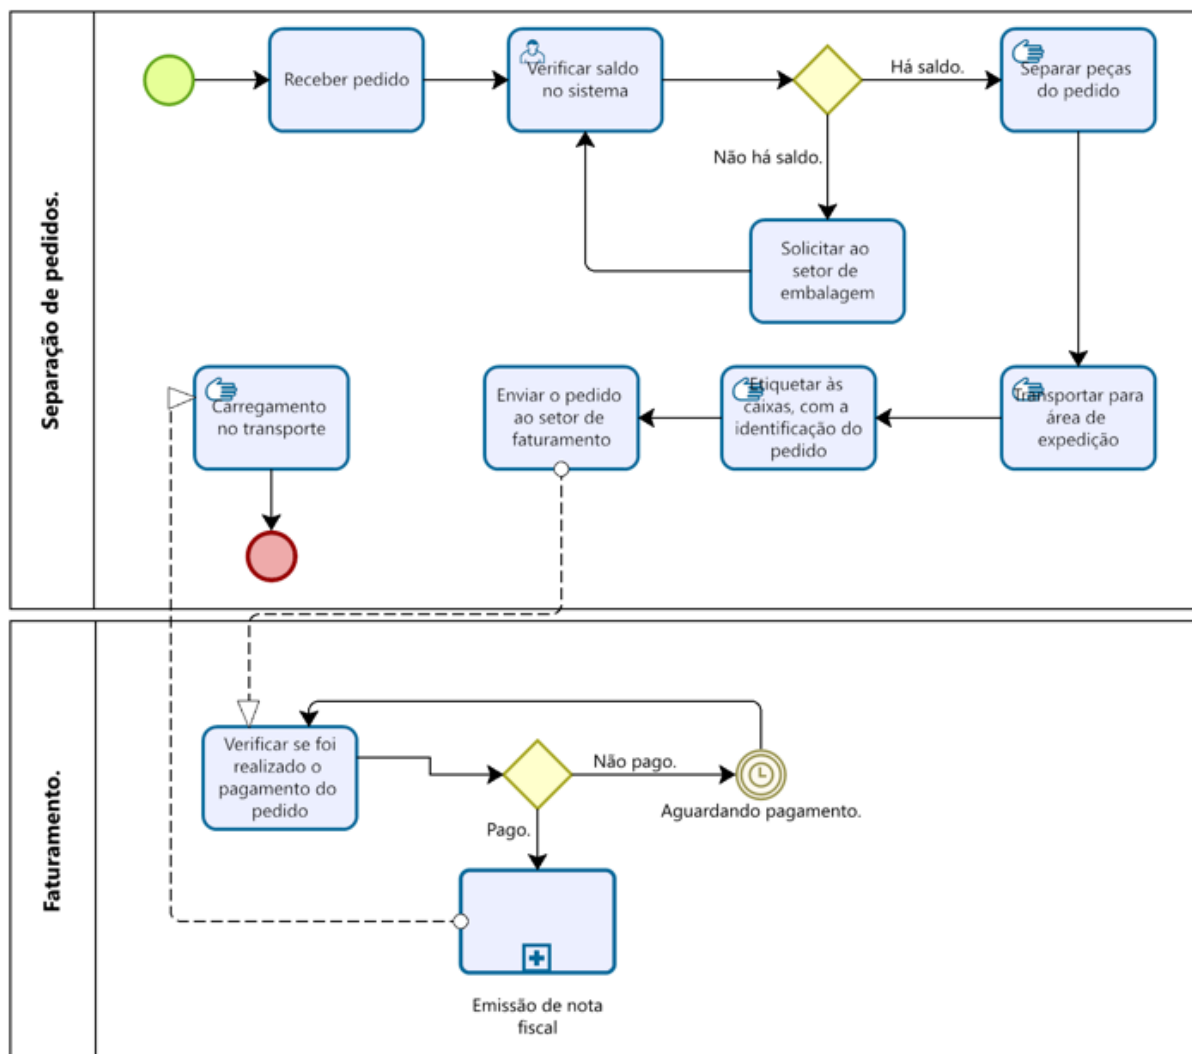 Separação de pedidos.
Receber pedido
Verificar saldo
no sistema
Há saldo.
Separar peças
do pedido
Não há saldo.
Solicitar ao
setor de
embalagem
Carregamento
no transporte
Enviar o pedido
ao setor de
faturamento
Etiquetar às
caixas, com a
identificação do
pedido
Transportar para
área de
expedição
Faturamento.
Verificar se foi
realizado o
pagamento do
pedido
Não pago.
Aguardando pagamento.
Pago.
Emissão de nota
fiscal